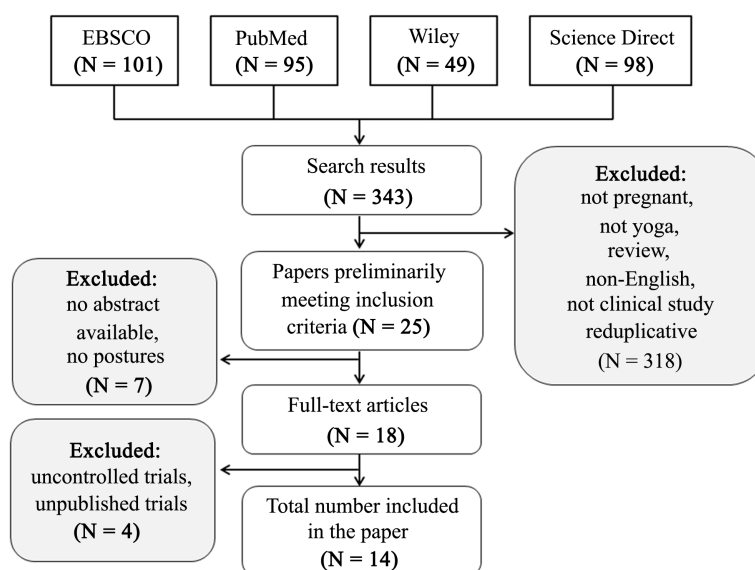 EBSCO
(N = 101)
PubMed
(N = 95)
Wiley
(N = 49)
Science Direct
(N = 98)
Search results
(N = 343)
Excluded:
not pregnant,
not yoga,
review,
non-English,
not clinical study
reduplicative
(N = 318)
Papers preliminarily
meeting inclusion
criteria (N = 25)
Excluded:
no abstract
available,
no postures
(N = 7)
Full-text articles
(N = 18)
Excluded:
uncontrolled trials,
unpublished trials
(N = 4)
Total number included
in the paper
(N = 14)